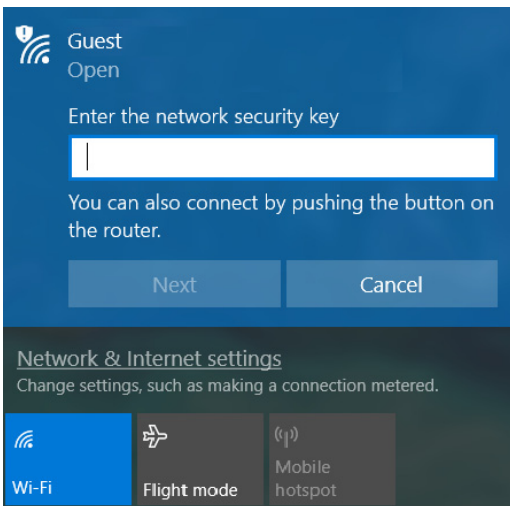 Guest
Open
Enter the network security key
You can also connect by pushing the button on
the router.
Next
Cancel
Network & Internet settings
Change settings, such as making a connection metered.
Wi-Fi
Flight mode
Mobile
hotspot